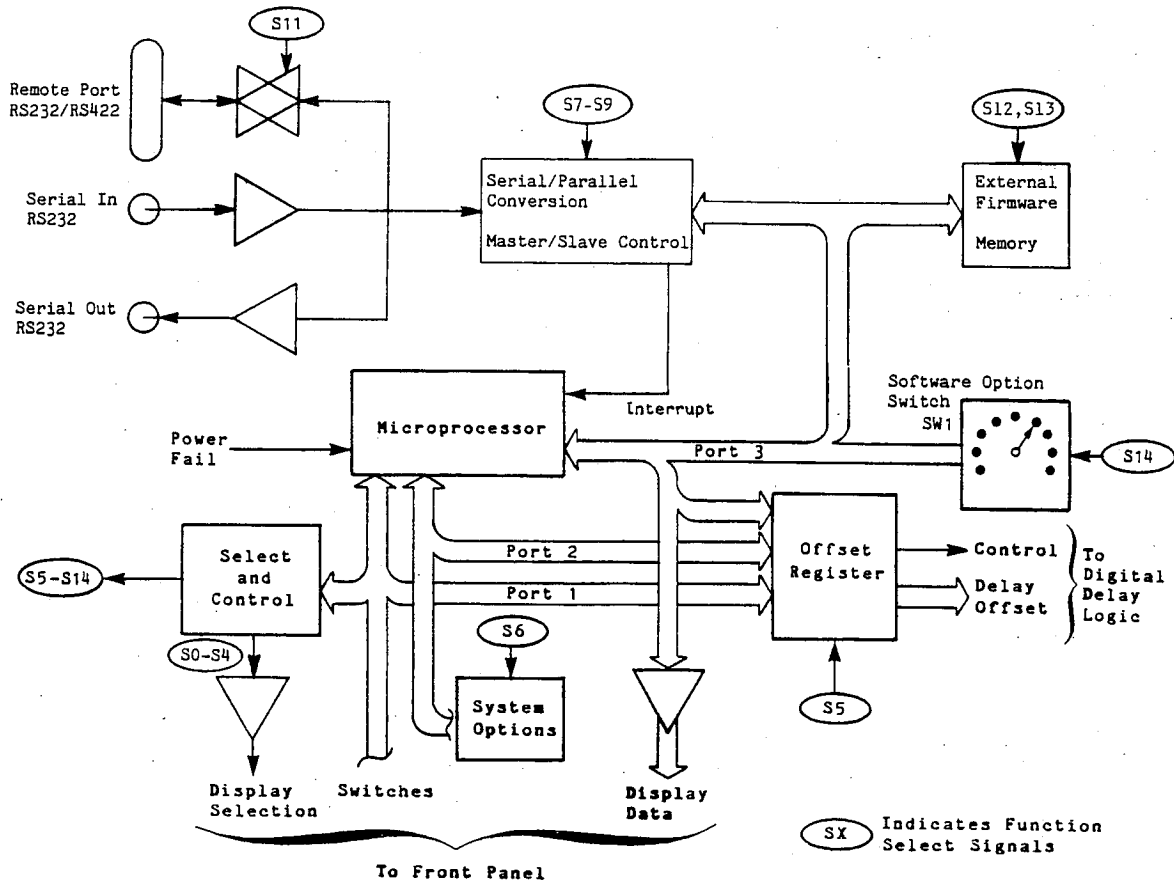 S11
Remote Port
RS232/RS422
S7-S9
S12,S13
Serial/Parallel
Conversion
Master/Slave Control
External
Firmware
Memory
Serial In
RS232
Serial Out
RS232
Software Option
Switch
SW1
Microprocessor
Interrupt
Power
Fail
Port 3
S14
Select
and
Control
S5-S14
Port 2
Port 1
Offset
Register
Control
Delay
Offset
To
Digital
Delay
Logic
S0-S4
S6
System
Options
S5
Display
Selection
Switches
Display
Data
SX
Indicates Function
Select Signals
To Front Panel